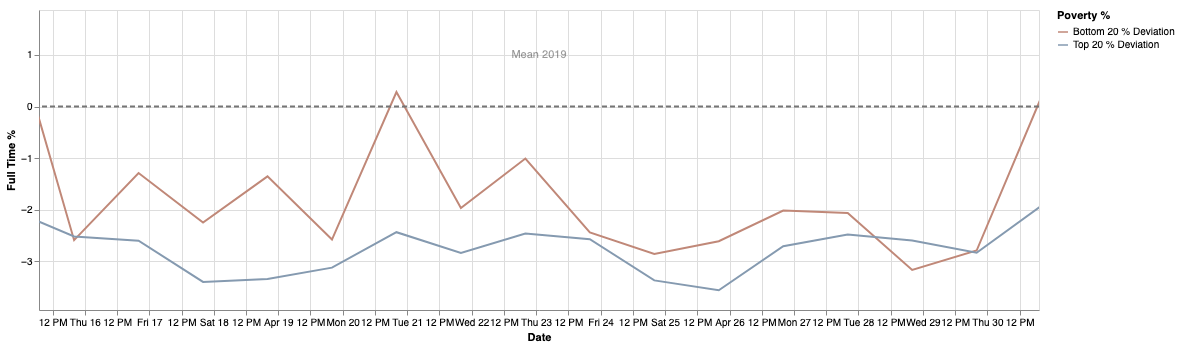 Poverty %
Bottom 20 % Deviation
Top 20 % Deviation
Mean 2019
1
0
−1
−2
−3
Full Time %
12 PM Thu 16 12 PM Fri 17 12 PM Sat 18 12 PM Apr 19 12 PM Mon 20 12 PM Tue 21 12 PM Wed 22 12 PM Thu 23 12 PM Fri 24 12 PM Sat 25 12 PM Apr 26 12 PM Mon 27 12 PM Tue 28 12 PM Wed 29 12 PM Thu 30 12 PM
Date